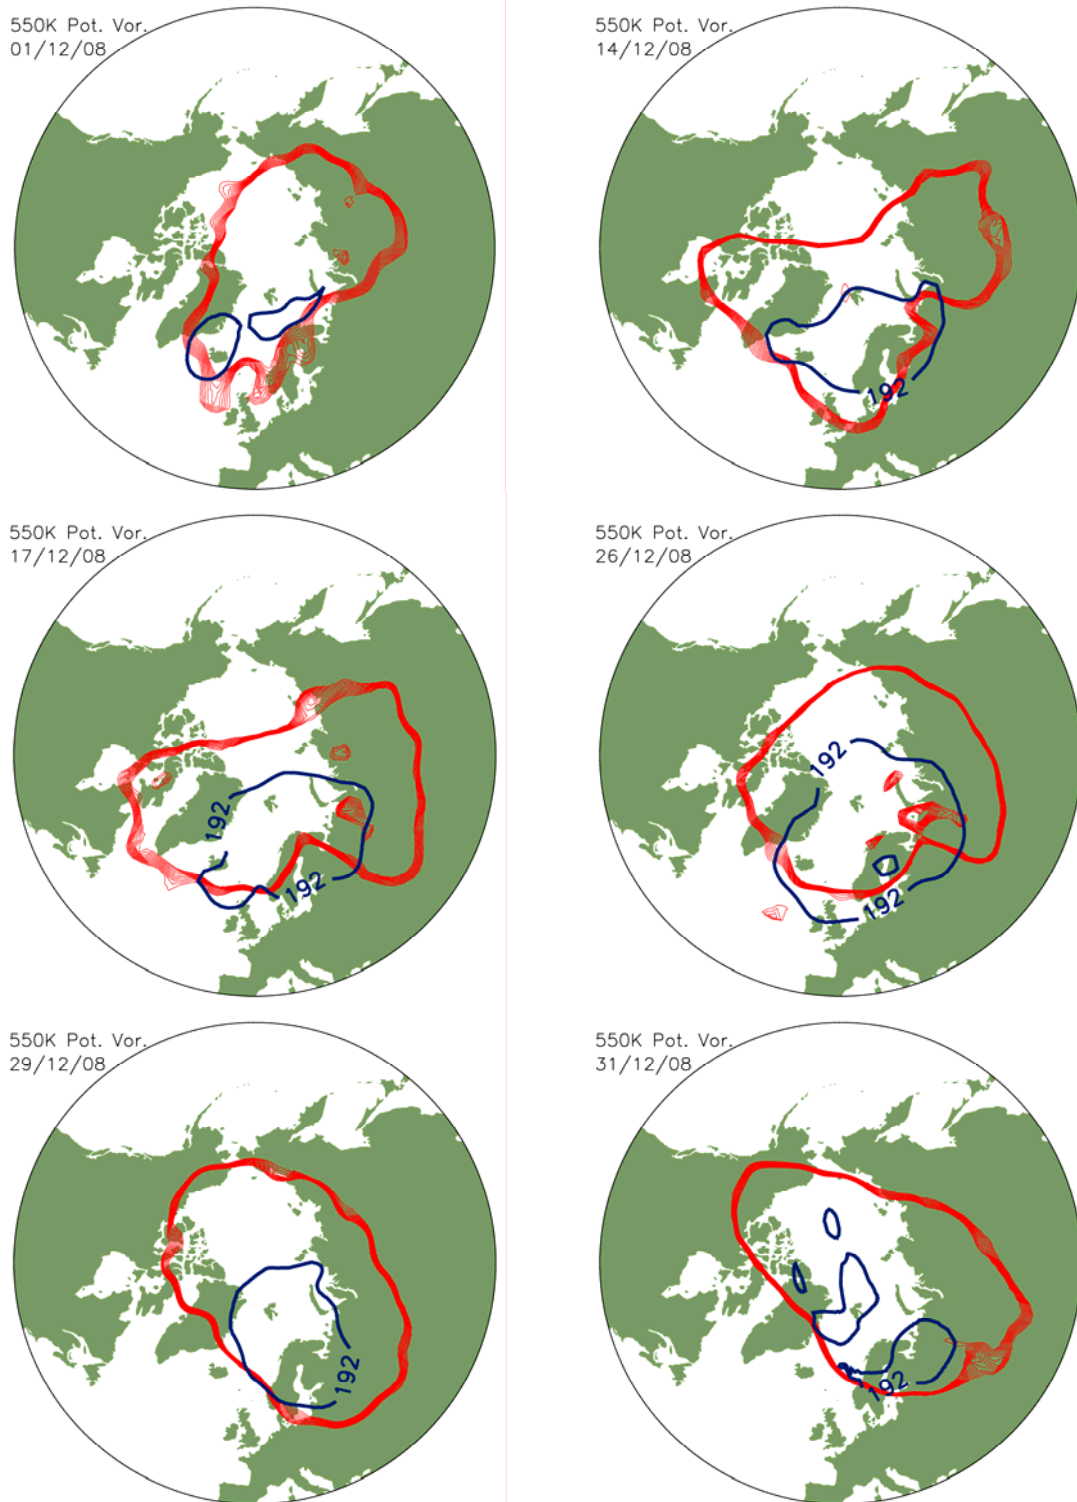 550K Pot. Vor.
01/12/08
550K Pot. Vor.
14/12/08
192
550K Pot. Vor.
17/12/08
192
192
550K Pot. Vor.
26/12/08
192
192
550K Pot. Vor.
29/12/08
192
550K Pot. Vor.
31/12/08
192